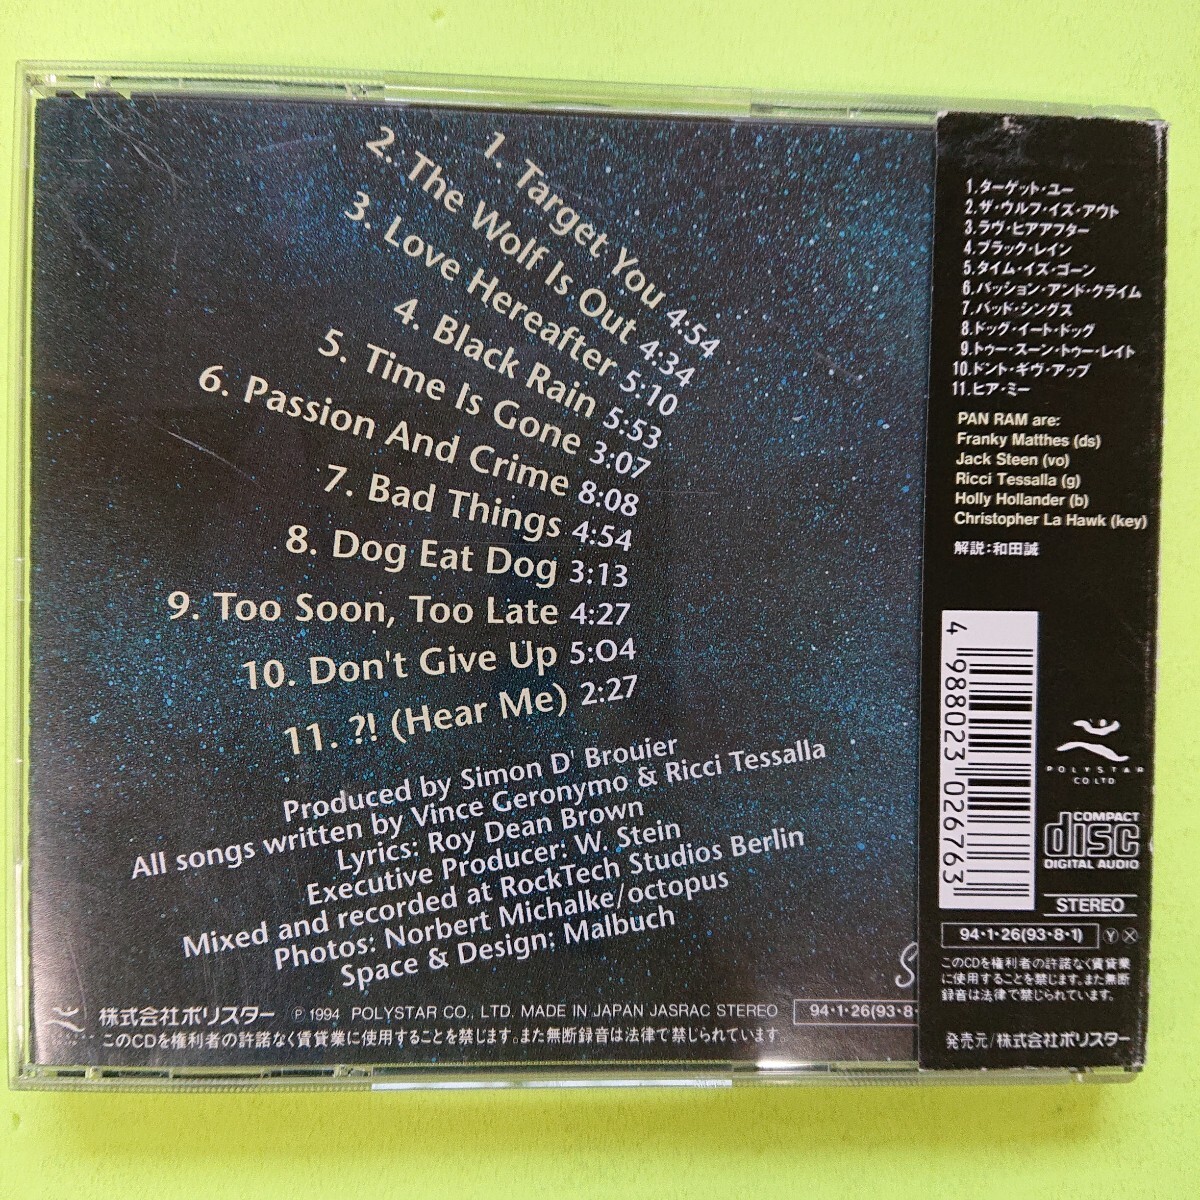 1. Target You 4:54
2. The Wolf Is Out 4:34
3. Love Hereafter 5:10
4. Black Rain 5:53
5. Time Is Gone 3:07
6. Passion And Crime 8:08
7. Bad Things 4:54
8. Dog Eat Dog 3:13
9. Too Soon, Too Late 4:27
10. Don't Give Up 5:04
11. ?! (Hear Me) 2:27
Produced by Simon D' Brouier
All songs written by Vince Geronymo & Ricci Tessalla
Lyrics: Roy Dean Brown
Executive Producer: W. Stein
Mixed and recorded at RockTech Studios Berlin
Photos: Norbert Michalke/octopus
Space & Design: Malbuch
株式会社ポリスター ℗ 1994 POLYSTAR CO., LTD. MADE IN JAPAN JASRAC STEREO 94・1・26(93・8・
このCDを権利者の許諾なく賃貸業に使用することを禁じます。また無断録音は法律で禁じられています。
1.ターゲット・ユー
2.ザ・ウルフ・イズ・アウト
3.ラヴ・ヒアアフター
4.ブラック・レイン
5.タイム・イズ・ゴーン
6.パッション・アンド・クライム
7.バッド・シングス
8.ドッグ・イート・ドッグ
9.トゥー・スーン・トゥー・レイト
10.ドント・ギヴ・アップ
11.ヒア・ミー
PAN RAM are:
Franky Matthes (ds)
Jack Steen (vo)
Ricci Tessalla (g)
Holly Hollander (b)
Christopher La Hawk (key)
解説：和田誠
4 988023 026763
POLYSTAR
CO LTD
COMPACT
disc
DIGITAL AUDIO
STEREO
94・1・26(93・8・1) Ⓨ Ⓧ
このCDを権利者の許諾なく賃貸業
に使用することを禁じます。また無断
録音は法律で禁じられています。
発売元/株式会社ポリスター